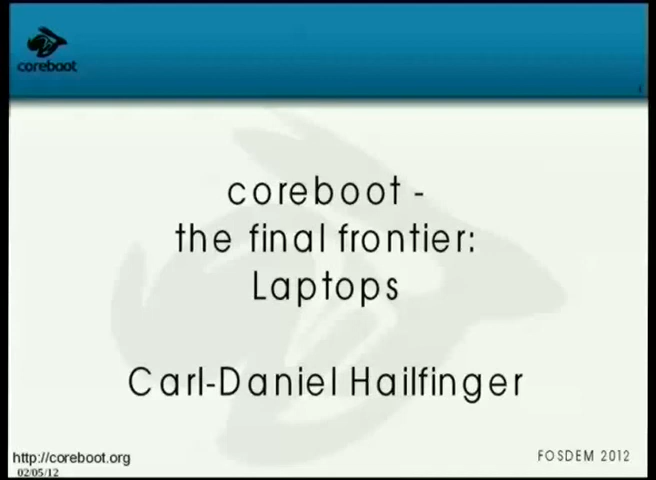 coreboot
coreboot -
the final frontier:
Laptops
Carl-Daniel Hailfinger
http://coreboot.org
02/05/12
FOSDEM 2012